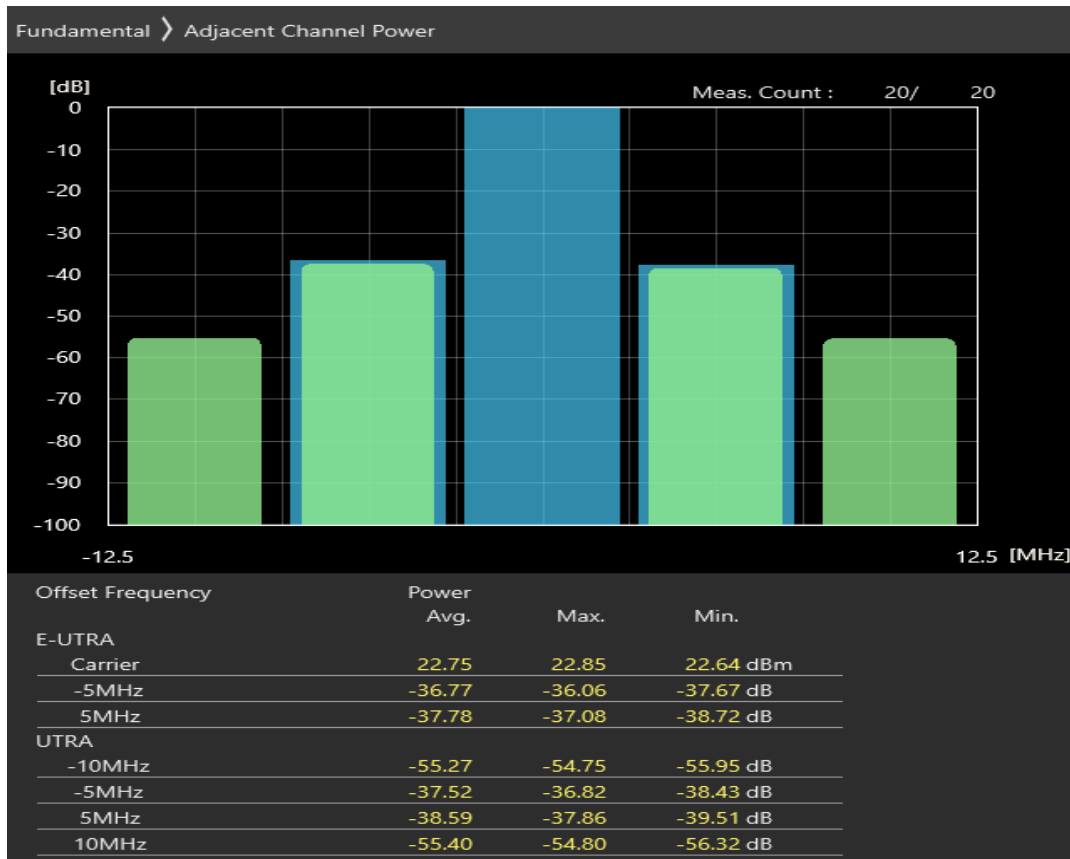 Fundamental 〉 Adjacent Channel Power
[dB]
Meas. Count : 20/ 20
0
-10
-20
-30
-40
-50
-60
-70
-80
-90
-100
-12.5 12.5 [MHz]
Offset Frequency Power
Avg. Max. Min.
E-UTRA
Carrier 22.75 22.85 22.64 dBm
-5MHz -36.77 -36.06 -37.67 dB
5MHz -37.78 -37.08 -38.72 dB
UTRA
-10MHz -55.27 -54.75 -55.95 dB
-5MHz -37.52 -36.82 -38.43 dB
5MHz -38.59 -37.86 -39.51 dB
10MHz -55.40 -54.80 -56.32 dB